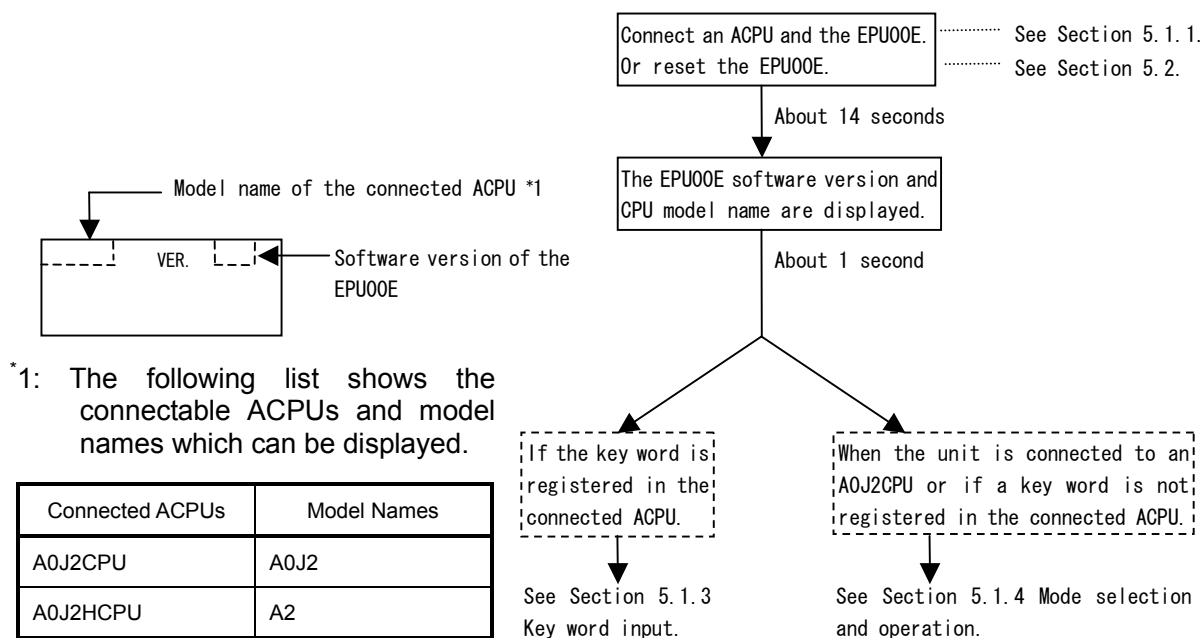 Connect an ACPU and the EPU00E.
Or reset the EPU00E.
See Section 5.1.1.
See Section 5.2.
About 14 seconds
The EPU00E software version and
CPU model name are displayed.
About 1 second
Model name of the connected ACPU *1
VER.
Software version of the
EPU00E
*1: The following list shows the
connectable ACPUs and model
names which can be displayed.
Connected ACPUs Model Names
A0J2CPU A0J2
A0J2HCPU A2
If the key word is
registered in the
connected ACPU.
See Section 5.1.3
Key word input.
When the unit is connected to an
A0J2CPU or if a key word is not
registered in the connected ACPU.
See Section 5.1.4 Mode selection
and operation.